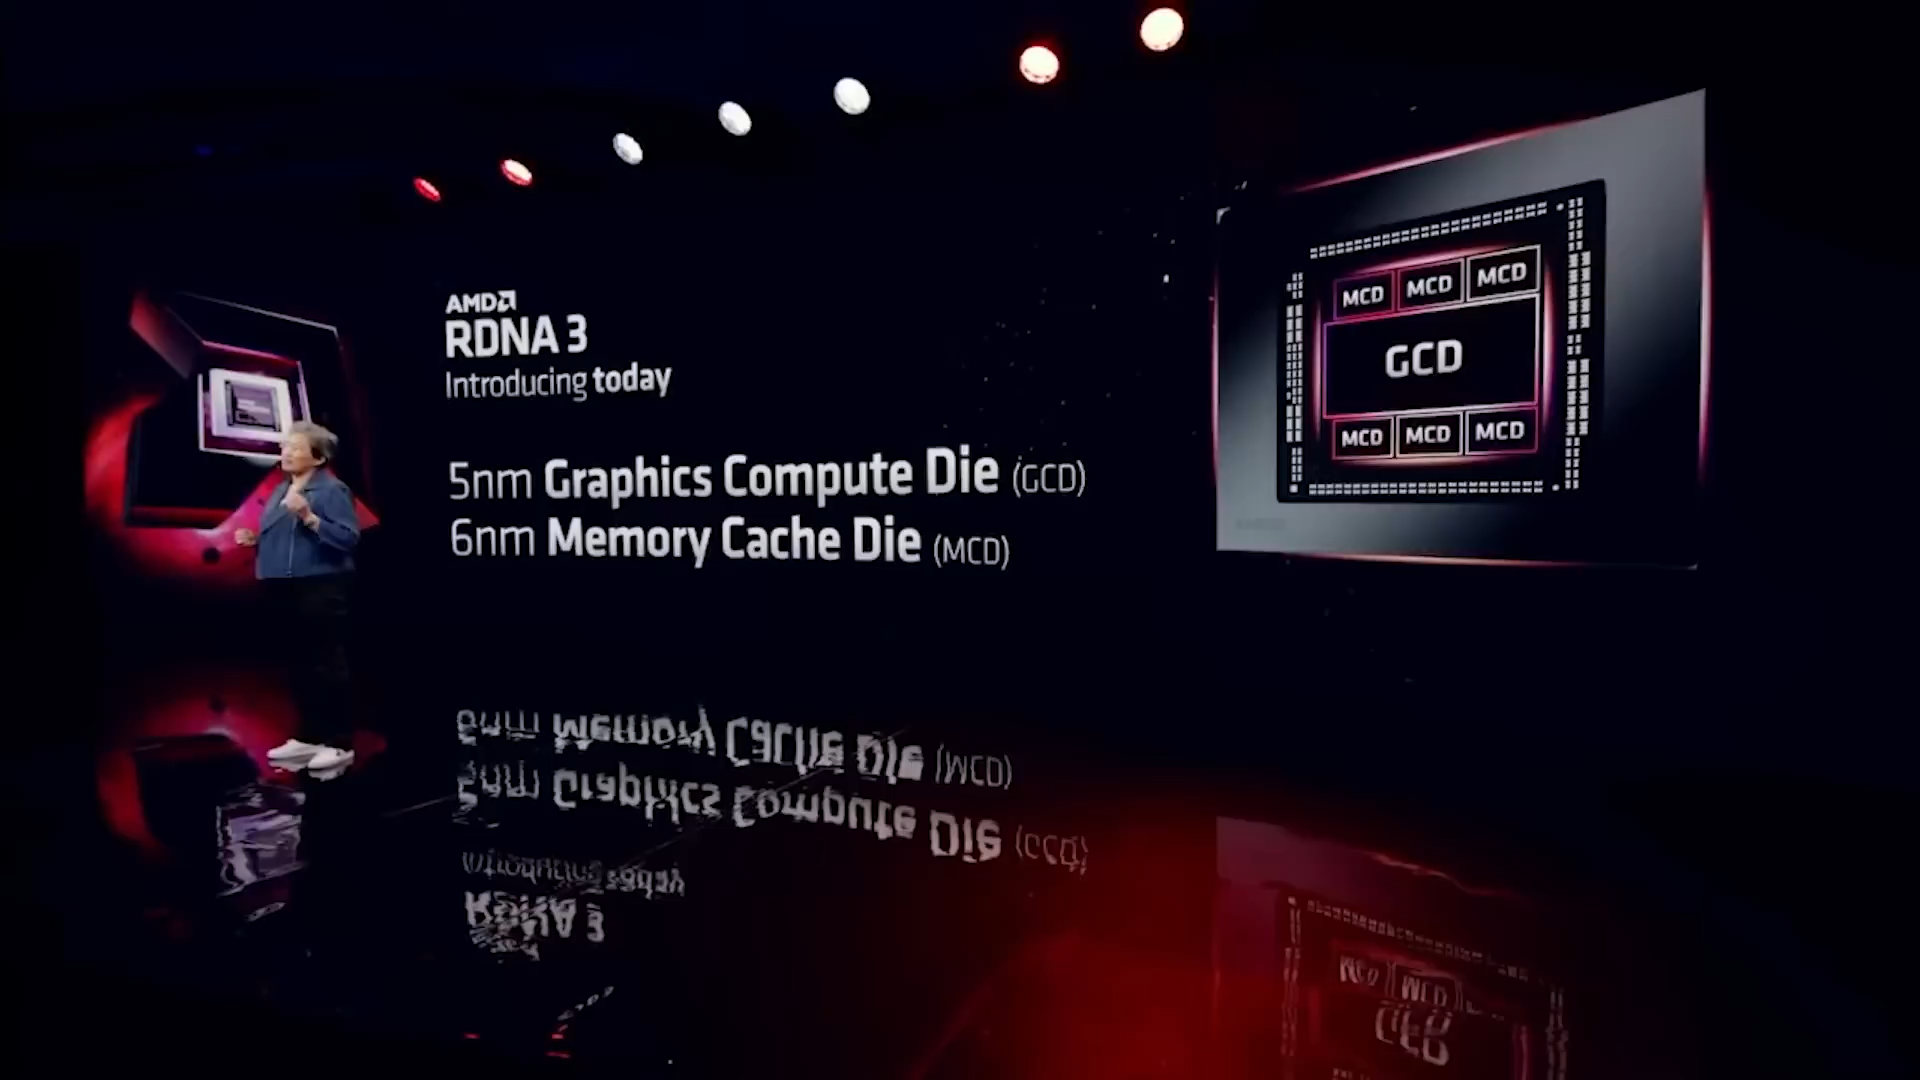 AMD
RDNA 3
Introducing today
5nm Graphics Compute Die (GCD)
6nm Memory Cache Die (MCD)
MCD MCD MCD
GCD
MCD MCD MCD